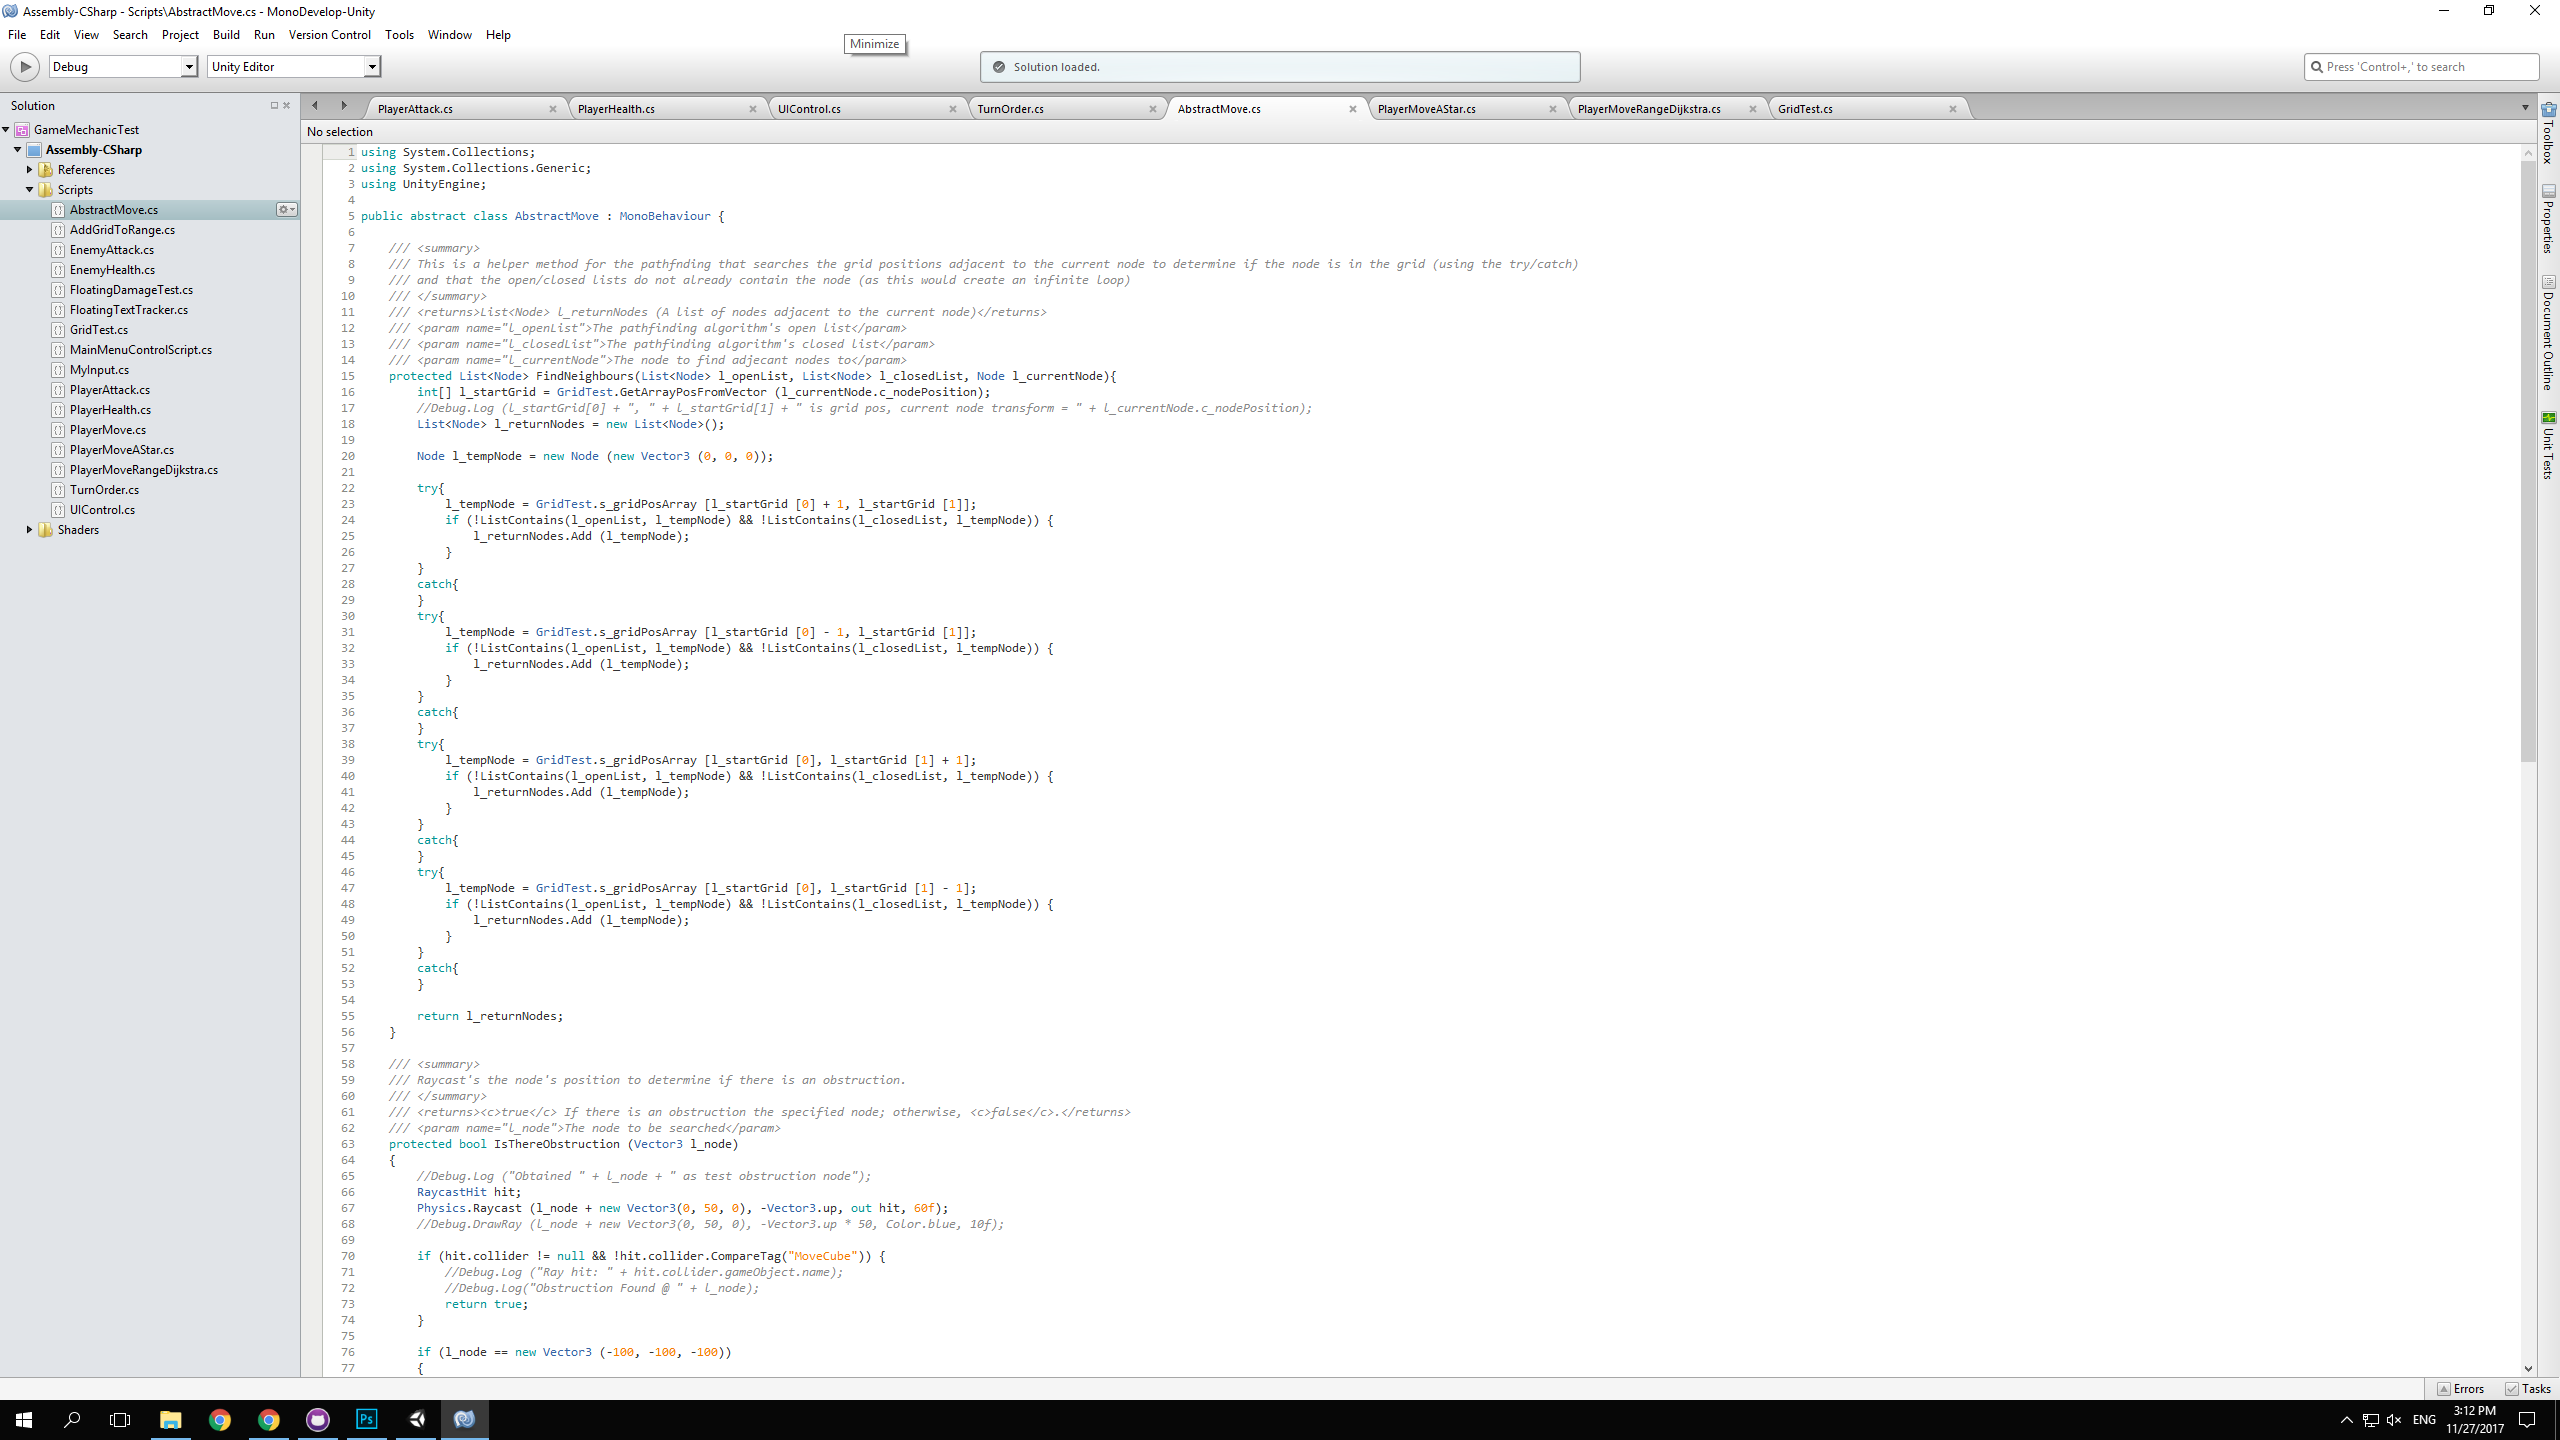 Assembly-CSharp - Scripts\AbstractMove.cs - MonoDevelop-Unity
File Edit View Search Project Build Run Version Control Tools Window Help
Minimize
Debug
Unity Editor
Solution loaded.
Press 'Control+,' to search
Solution
GameMechanicTest
Assembly-CSharp
References
Scripts
AbstractMove.cs
AddGridToRange.cs
EnemyAttack.cs
EnemyHealth.cs
FloatingDamageTest.cs
FloatingTextTracker.cs
GridTest.cs
MainMenuControlScript.cs
MyInput.cs
PlayerAttack.cs
PlayerHealth.cs
PlayerMove.cs
PlayerMoveAStar.cs
PlayerMoveRangeDijkstra.cs
TurnOrder.cs
UIControl.cs
Shaders
PlayerAttack.cs PlayerHealth.cs UIControl.cs TurnOrder.cs AbstractMove.cs PlayerMoveAStar.cs PlayerMoveRangeDijkstra.cs GridTest.cs
No selection
1 using System.Collections;
2 using System.Collections.Generic;
3 using UnityEngine;
4
5 public abstract class AbstractMove : MonoBehaviour {
6
7 /// <summary>
8 /// This is a helper method for the pathfnding that searches the grid positions adjacent to the current node to determine if the node is in the grid (using the try/catch)
9 /// and that the open/closed lists do not already contain the node (as this would create an infinite loop)
10 /// </summary>
11 /// <returns>List<Node> l_returnNodes (A list of nodes adjacent to the current node)</returns>
12 /// <param name="l_openList">The pathfinding algorithm's open list</param>
13 /// <param name="l_closedList">The pathfinding algorithm's closed list</param>
14 /// <param name="l_currentNode">The node to find adjecant nodes to</param>
15 protected List<Node> FindNeighbours(List<Node> l_openList, List<Node> l_closedList, Node l_currentNode){
16 int[] l_startGrid = GridTest.GetArrayPosFromVector (l_currentNode.c_nodePosition);
17 //Debug.Log (l_startGrid[0] + ", " + l_startGrid[1] + " is grid pos, current node transform = " + l_currentNode.c_nodePosition);
18 List<Node> l_returnNodes = new List<Node>();
19
20 Node l_tempNode = new Node (new Vector3 (0, 0, 0));
21
22 try{
23 l_tempNode = GridTest.s_gridPosArray [l_startGrid [0] + 1, l_startGrid [1]];
24 if (!ListContains(l_openList, l_tempNode) && !ListContains(l_closedList, l_tempNode)) {
25 l_returnNodes.Add (l_tempNode);
26 }
27 }
28 catch{
29 }
30 try{
31 l_tempNode = GridTest.s_gridPosArray [l_startGrid [0] - 1, l_startGrid [1]];
32 if (!ListContains(l_openList, l_tempNode) && !ListContains(l_closedList, l_tempNode)) {
33 l_returnNodes.Add (l_tempNode);
34 }
35 }
36 catch{
37 }
38 try{
39 l_tempNode = GridTest.s_gridPosArray [l_startGrid [0], l_startGrid [1] + 1];
40 if (!ListContains(l_openList, l_tempNode) && !ListContains(l_closedList, l_tempNode)) {
41 l_returnNodes.Add (l_tempNode);
42 }
43 }
44 catch{
45 }
46 try{
47 l_tempNode = GridTest.s_gridPosArray [l_startGrid [0], l_startGrid [1] - 1];
48 if (!ListContains(l_openList, l_tempNode) && !ListContains(l_closedList, l_tempNode)) {
49 l_returnNodes.Add (l_tempNode);
50 }
51 }
52 catch{
53 }
54
55 return l_returnNodes;
56 }
57
58 /// <summary>
59 /// Raycast's the node's position to determine if there is an obstruction.
60 /// </summary>
61 /// <returns><c>true</c> If there is an obstruction the specified node; otherwise, <c>false</c>.</returns>
62 /// <param name="l_node">The node to be searched</param>
63 protected bool IsThereObstruction (Vector3 l_node)
64 {
65 //Debug.Log ("Obtained " + l_node + " as test obstruction node");
66 RaycastHit hit;
67 Physics.Raycast (l_node + new Vector3(0, 50, 0), -Vector3.up, out hit, 60f);
68 //Debug.DrawRay (l_node + new Vector3(0, 50, 0), -Vector3.up * 50, Color.blue, 10f);
69
70 if (hit.collider != null && !hit.collider.CompareTag("MoveCube")) {
71 //Debug.Log ("Ray hit: " + hit.collider.gameObject.name);
72 //Debug.Log("Obstruction Found @ " + l_node);
73 return true;
74 }
75
76 if (l_node == new Vector3 (-100, -100, -100))
77 {
Toolbox
Properties
Document Outline
Unit Tests
Errors Tasks
Ps
ENG
3:12 PM
11/27/2017